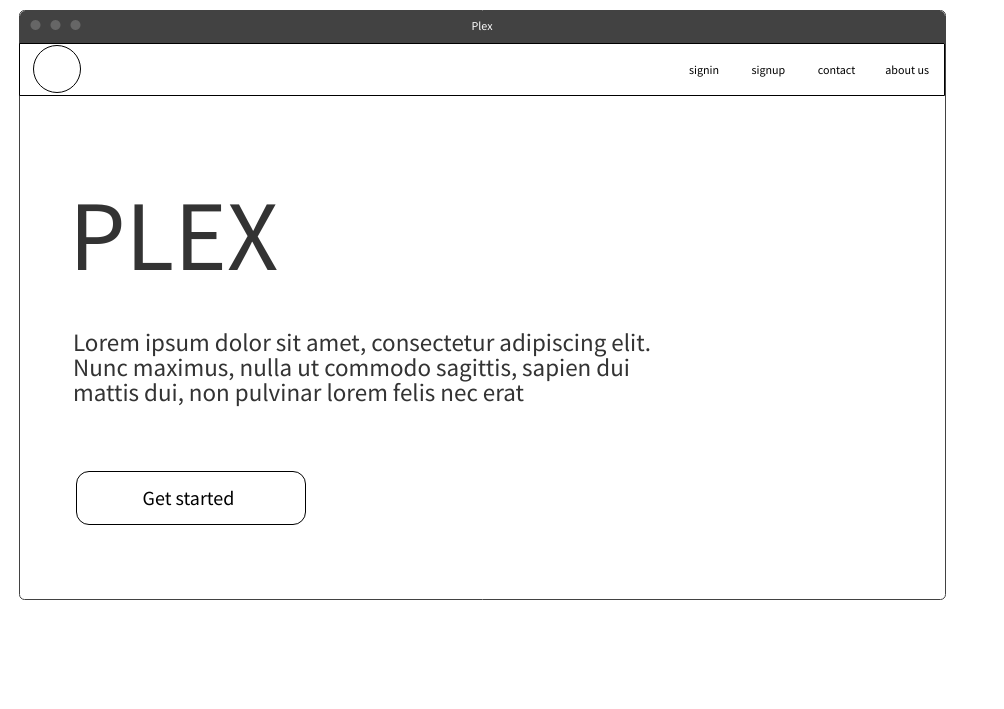 Plex
signin signup contact about us
PLEX
Lorem ipsum dolor sit amet, consectetur adipiscing elit.
Nunc maximus, nulla ut commodo sagittis, sapien dui
mattis dui, non pulvinar lorem felis nec erat
Get started